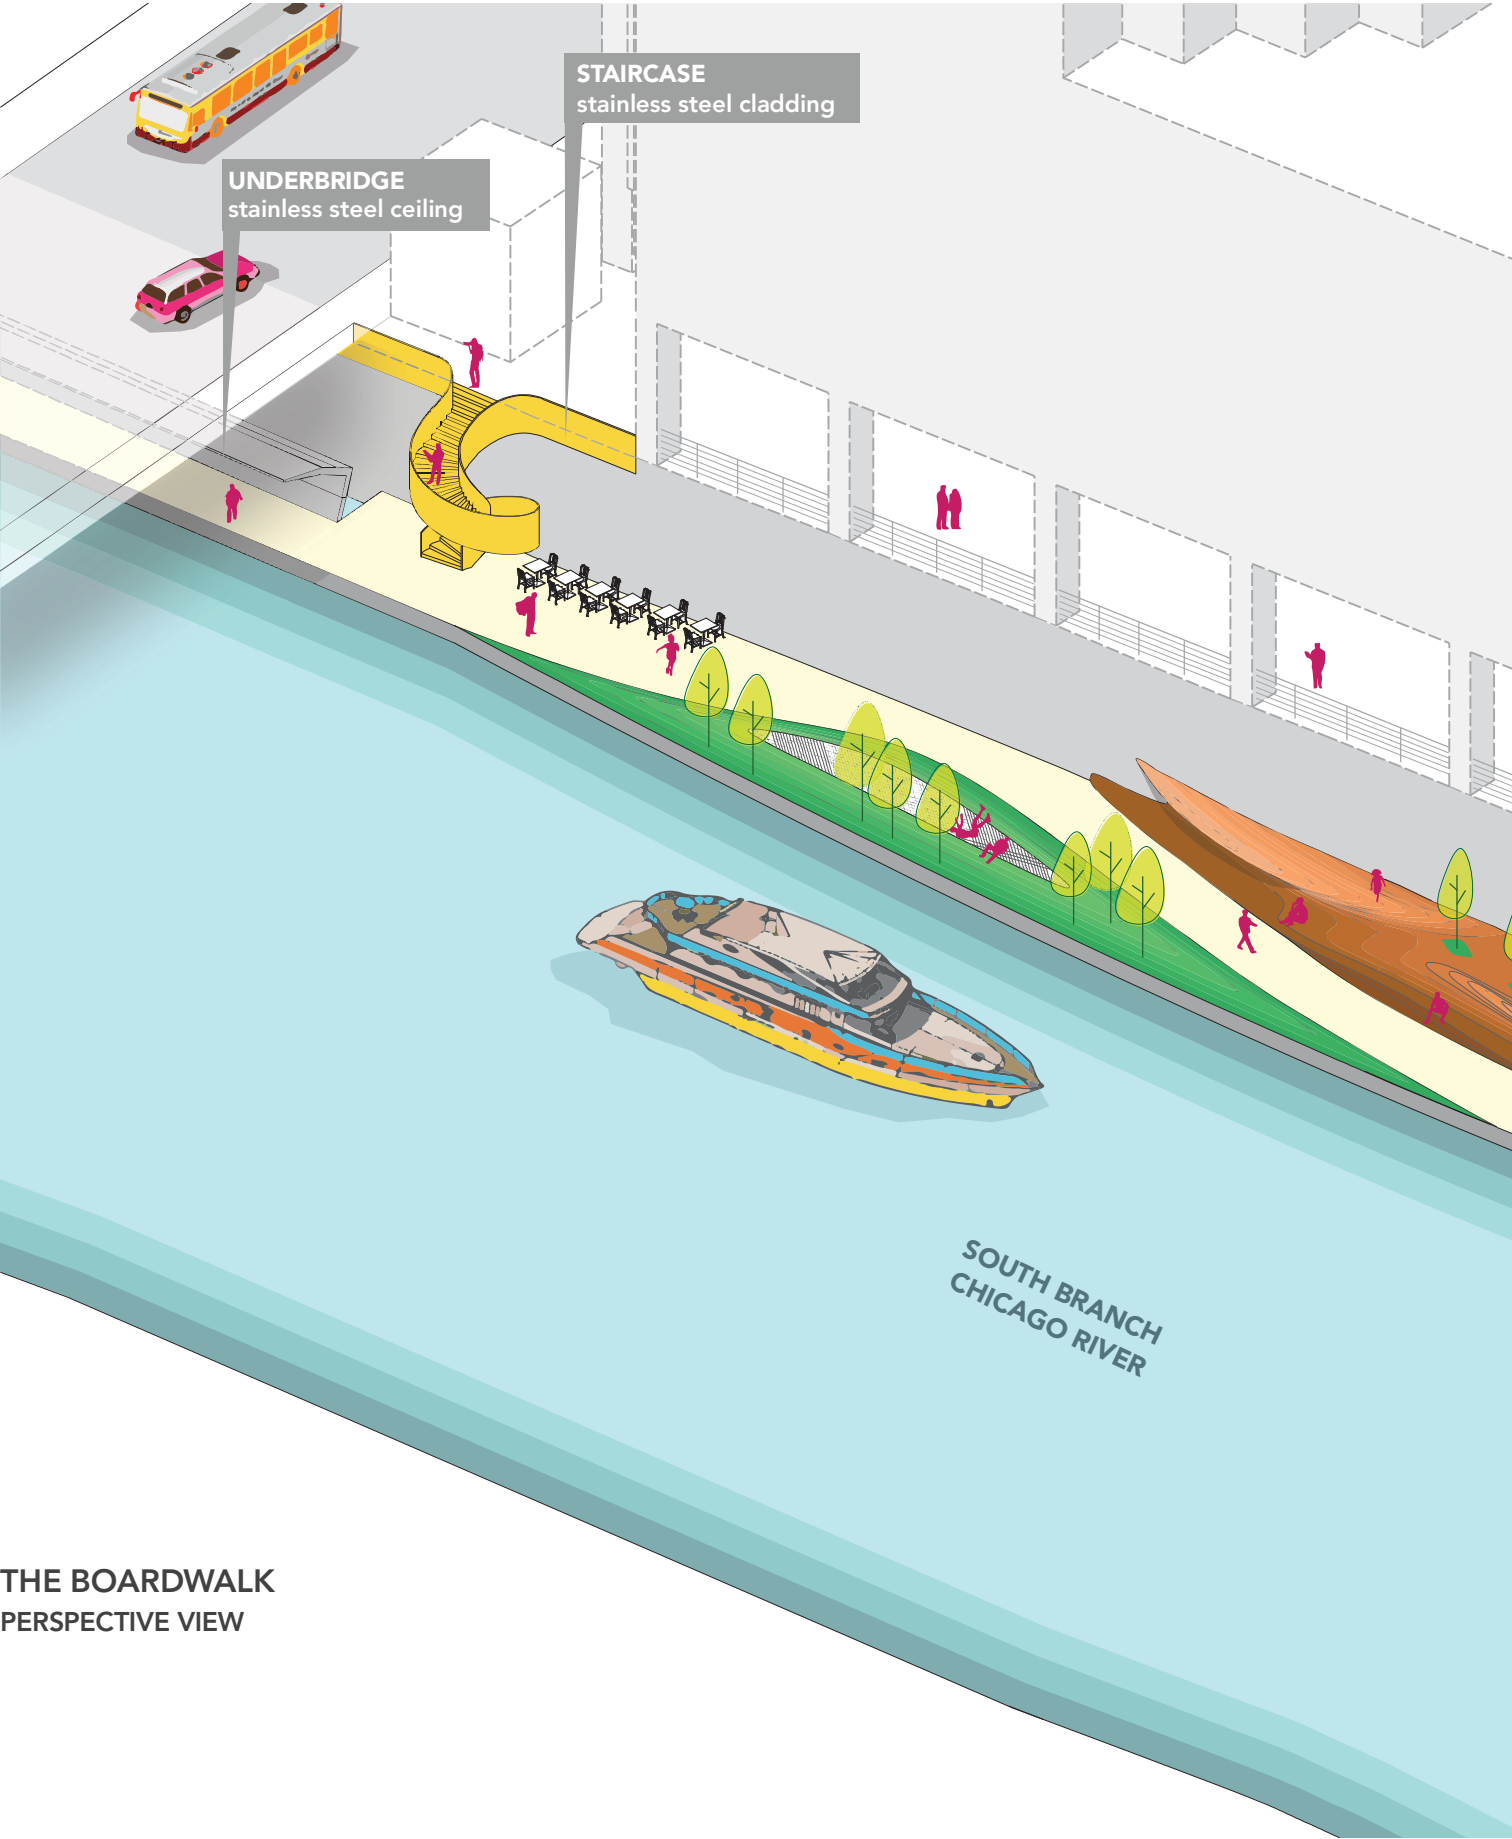 STAIRCASE
stainless steel cladding
UNDERBRIDGE
stainless steel ceiling
SOUTH BRANCH
CHICAGO RIVER
THE BOARDWALK
PERSPECTIVE VIEW